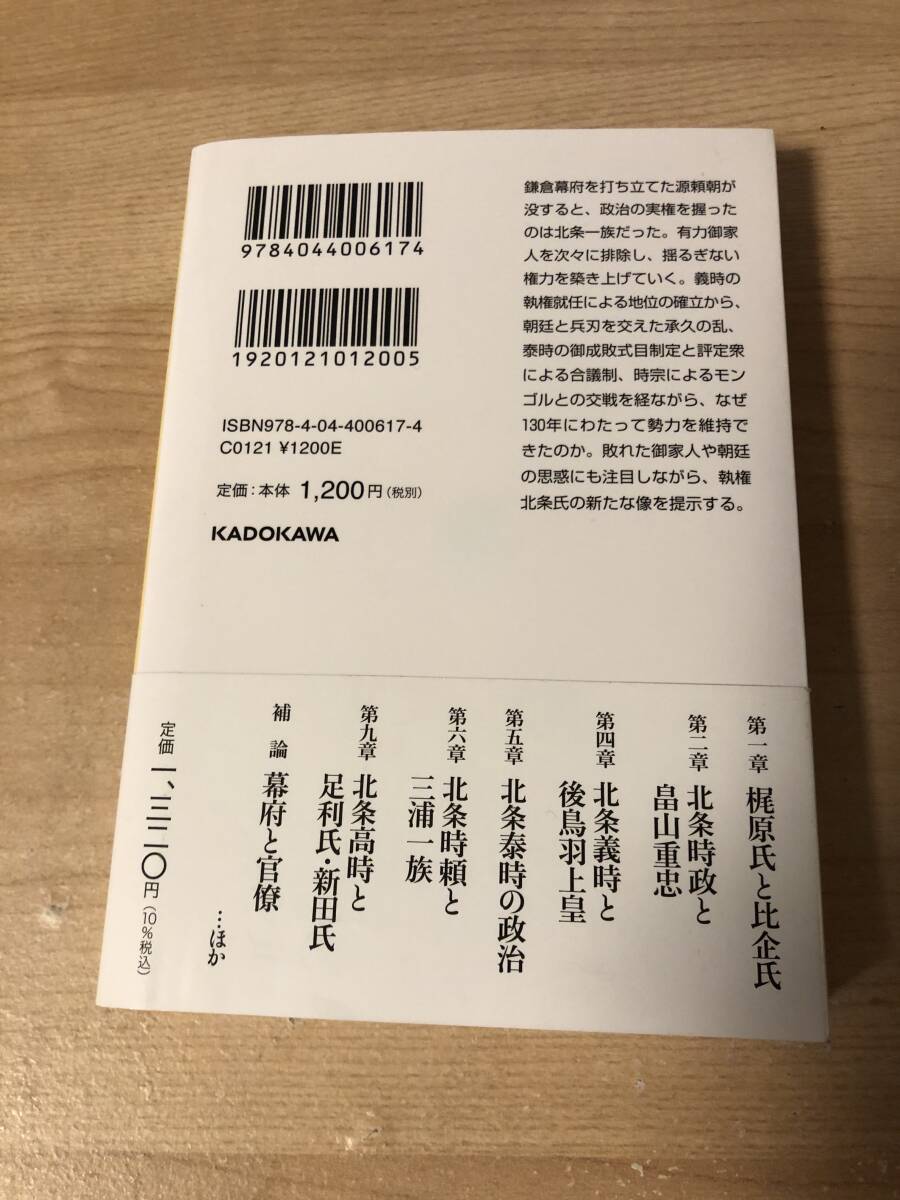 9784044006174
1920121012005
ISBN978-4-04-400617-4
C0121 ¥1200E
定価：本体 1,200円（税別）
KADOKAWA
鎌倉幕府を打ち立てた源頼朝が
没すると、政治の実権を握った
のは北条一族だった。有力御家
人を次々に排除し、揺るぎない
権力を築き上げていく。義時の
執権就任による地位の確立から、
朝廷と兵刃を交えた承久の乱、
泰時の御成敗式目制定と評定衆
による合議制、時宗によるモン
ゴルとの交戦を経ながら、なぜ
130年にわたって勢力を維持で
きたのか。敗れた御家人や朝廷
の思惑にも注目しながら、執権
北条氏の新たな像を提示する。
第一章 梶原氏と比企氏
第二章 北条時政と
畠山重忠
第四章 北条義時と
後鳥羽上皇
第五章 北条泰時の政治
第六章 北条時頼と
三浦一族
第九章 北条高時と
足利氏・新田氏
補論 幕府と官僚
…ほか
定価 一、三二〇円（10%税込）